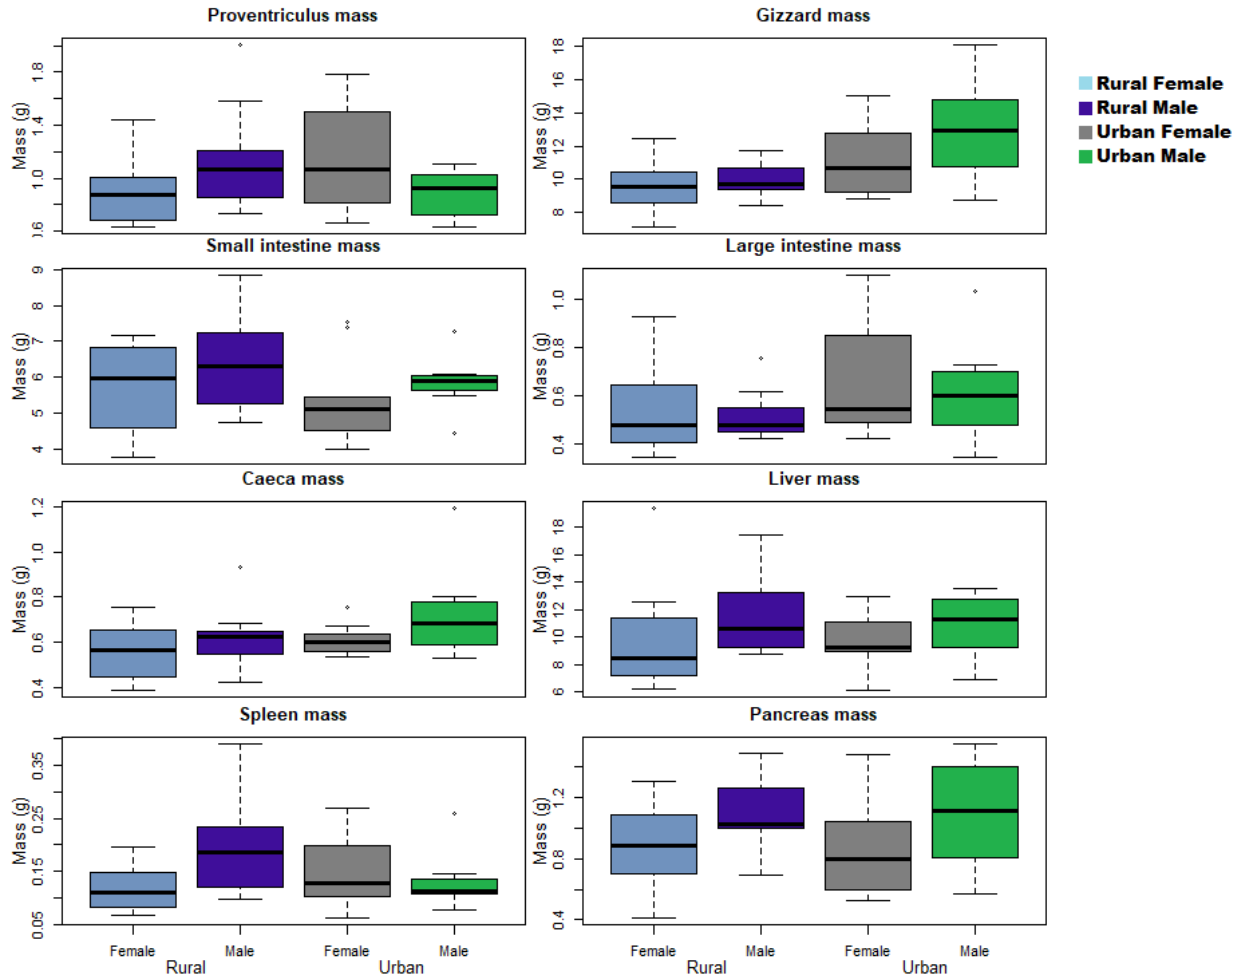 Proventriculus mass
Mass (g)
0.6 1.0 1.4 1.8
Gizzard mass
Mass (g)
8 10 12 14 16 18
Rural Female
Rural Male
Urban Female
Urban Male
Small intestine mass
Mass (g)
4 5 6 7 8 9
Large intestine mass
Mass (g)
0.4 0.6 0.8 1.0
Caeca mass
Mass (g)
0.4 0.6 0.8 1.0 1.2
Liver mass
Mass (g)
6 8 10 12 14 16 18
Spleen mass
Mass (g)
0.05 0.15 0.25 0.35
Pancreas mass
Mass (g)
0.4 0.8 1.2
Female Male Female Male
Rural Urban
Female Male Female Male
Rural Urban